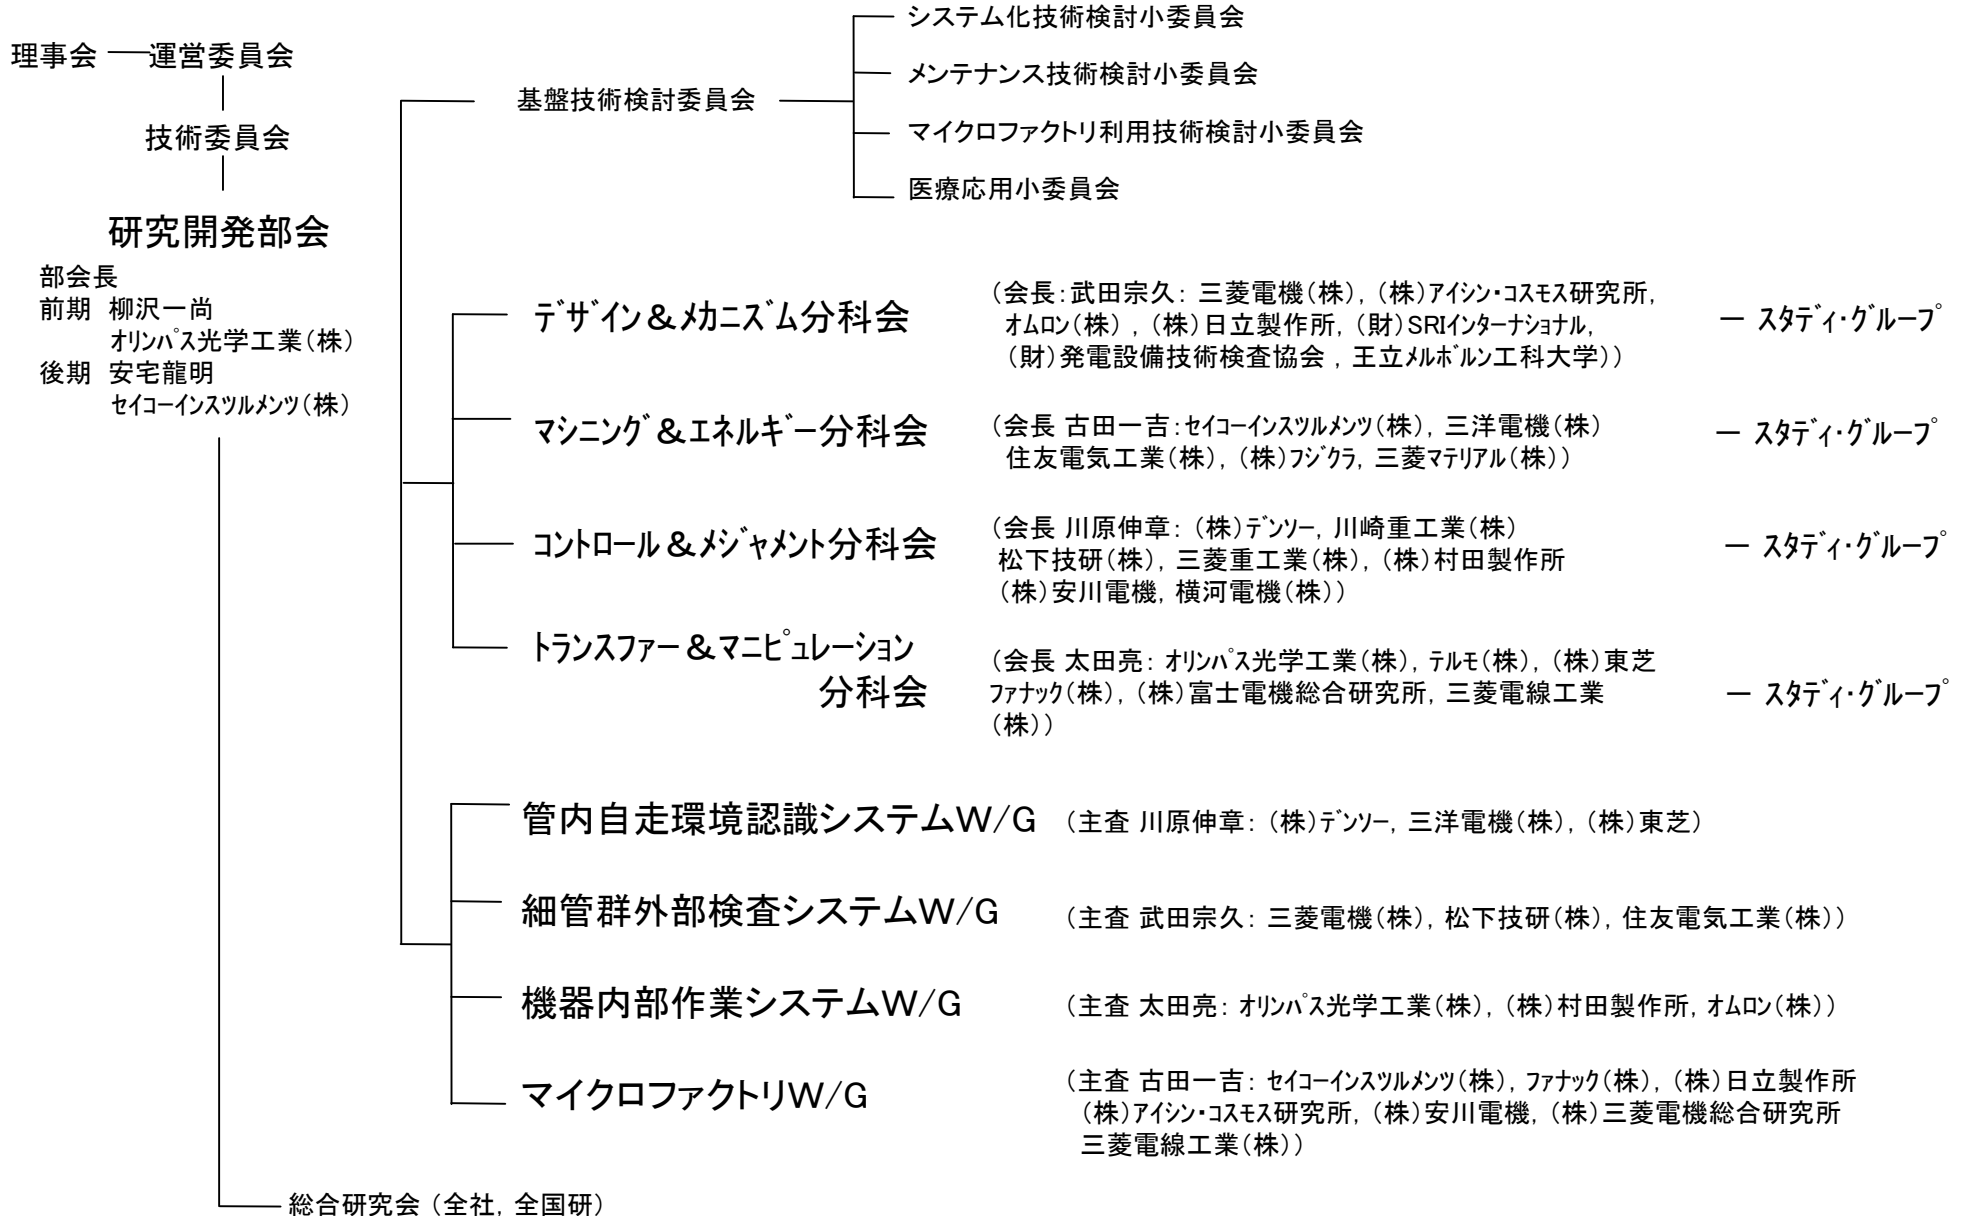 理事会 運営委員会
技術委員会
研究開発部会
部会長
前期 柳沢一尚
オリンパス光学工業(株)
後期 安宅龍明
セイコーインスツルメンツ(株)
基盤技術検討委員会
システム化技術検討小委員会
メンテナンス技術検討小委員会
マイクロファクトリ利用技術検討小委員会
医療応用小委員会
デザイン&メカニズム分科会
(会長:武田宗久: 三菱電機(株), (株)アイシン・コスモス研究所,
オムロン(株) , (株)日立製作所, (財)SRIインターナショナル,
(財)発電設備技術検査協会 , 王立メルボルン工科大学))
― スタディ・グループ
マシニング&エネルギー分科会
(会長 古田一吉:セイコーインスツルメンツ(株), 三洋電機(株)
住友電気工業(株), (株)フジクラ, 三菱マテリアル(株))
― スタディ・グループ
コントロール&メジャメント分科会
(会長 川原伸章: (株)デンソー, 川崎重工業(株)
松下技研(株), 三菱重工業(株), (株)村田製作所
(株)安川電機, 横河電機(株))
― スタディ・グループ
トランスファー&マニピュレーション
分科会
(会長 太田亮: オリンパス光学工業(株), テルモ(株), (株)東芝
ファナック(株), (株)富士電機総合研究所, 三菱電線工業
(株))
― スタディ・グループ
管内自走環境認識システムW/G (主査 川原伸章: (株)デンソー, 三洋電機(株), (株)東芝)
細管群外部検査システムW/G (主査 武田宗久: 三菱電機(株), 松下技研(株), 住友電気工業(株))
機器内部作業システムW/G (主査 太田亮: オリンパス光学工業(株), (株)村田製作所, オムロン(株))
マイクロファクトリW/G
(主査 古田一吉: セイコーインスツルメンツ(株), ファナック(株), (株)日立製作所
(株)アイシン・コスモス研究所, (株)安川電機, (株)三菱電機総合研究所
三菱電線工業(株))
総合研究会 (全社, 全国研)